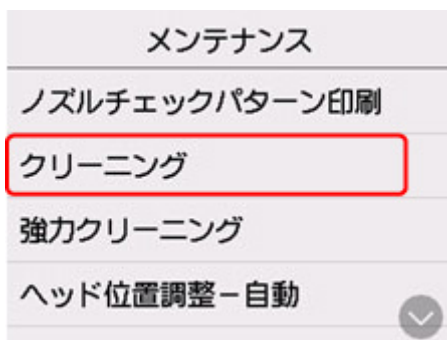 メンテナンス
ノズルチェックパターン印刷
クリーニング
強力クリーニング
ヘッド位置調整－自動